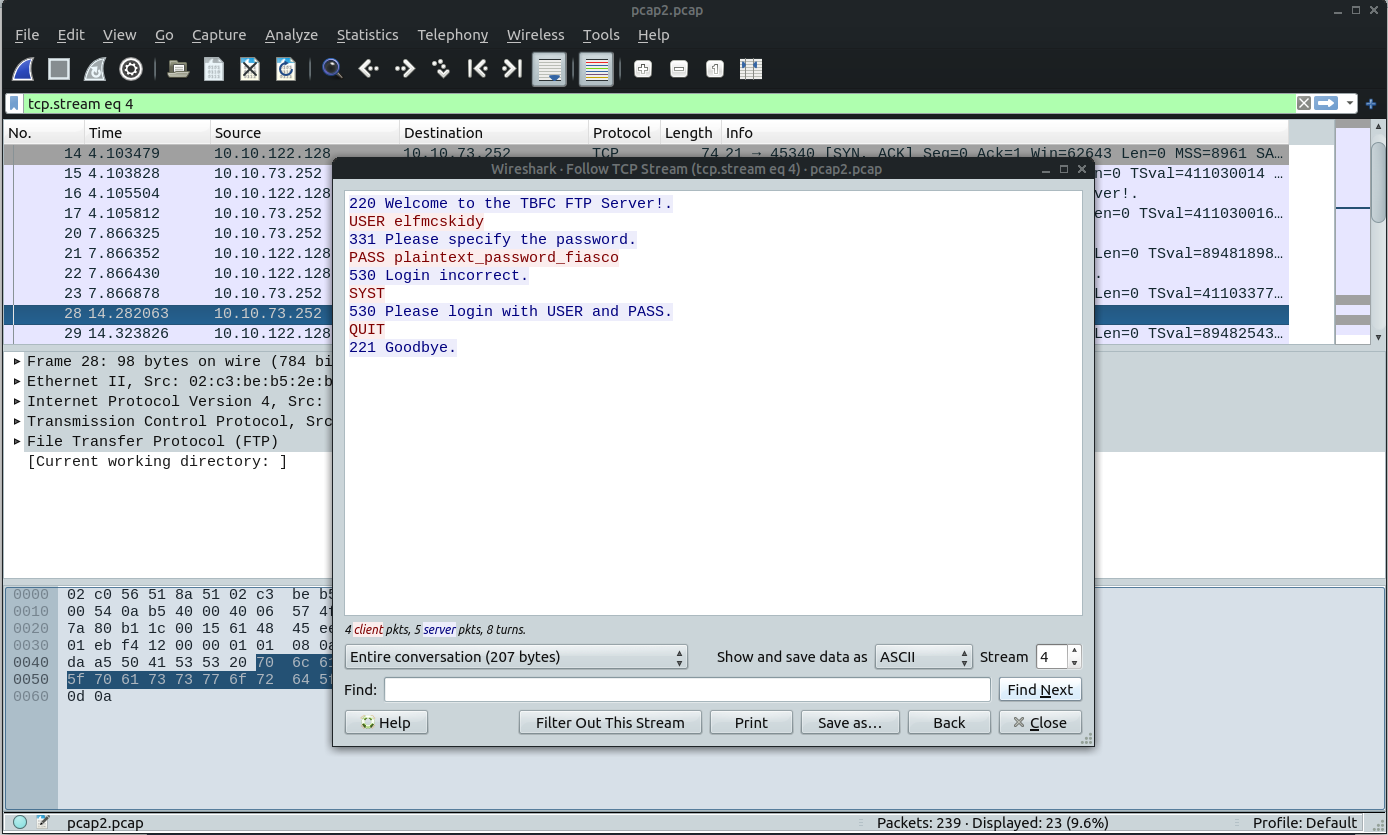 pcap2.pcap
File Edit View Go Capture Analyze Statistics Telephony Wireless Tools Help
tcp.stream eq 4
No. Time Source Destination Protocol Length Info
14 4.103479 10.10.122.128 10.10.73.252 TCP 74 21 → 45340 [SYN, ACK] Seq=0 Ack=1 Win=62643 Len=0 MSS=8961 SA…
15 4.103828 10.10.73.252 n=0 TSval=411030014 …
16 4.105504 10.10.122.128 ver!.
17 4.105812 10.10.73.252 en=0 TSval=411030016…
20 7.866325 10.10.73.252
21 7.866352 10.10.122.128 Len=0 TSval=89481898…
22 7.866430 10.10.122.128 .
23 7.866878 10.10.73.252 Len=0 TSval=41103377…
28 14.282063 10.10.73.252
29 14.323826 10.10.122.128 Len=0 TSval=89482543…
Wireshark · Follow TCP Stream (tcp.stream eq 4) · pcap2.pcap
220 Welcome to the TBFC FTP Server!.
USER elfmcskidy
331 Please specify the password.
PASS plaintext_password_fiasco
530 Login incorrect.
SYST
530 Please login with USER and PASS.
QUIT
221 Goodbye.
4 client pkts, 5 server pkts, 8 turns.
Entire conversation (207 bytes) Show and save data as ASCII Stream 4
Find: Find Next
Help Filter Out This Stream Print Save as… Back Close
Frame 28: 98 bytes on wire (784 bi
Ethernet II, Src: 02:c3:be:b5:2e:b
Internet Protocol Version 4, Src:
Transmission Control Protocol, Src
File Transfer Protocol (FTP)
[Current working directory: ]
0000 02 c0 56 51 8a 51 02 c3 be b5
0010 00 54 0a b5 40 00 40 06 57 4f
0020 7a 80 b1 1c 00 15 61 48 45 ee
0030 01 eb f4 12 00 00 01 01 08 0a
0040 da a5 50 41 53 53 20 70 6c 61
0050 5f 70 61 73 73 77 6f 72 64 5f
0060 0d 0a
pcap2.pcap Packets: 239 · Displayed: 23 (9.6%) Profile: Default